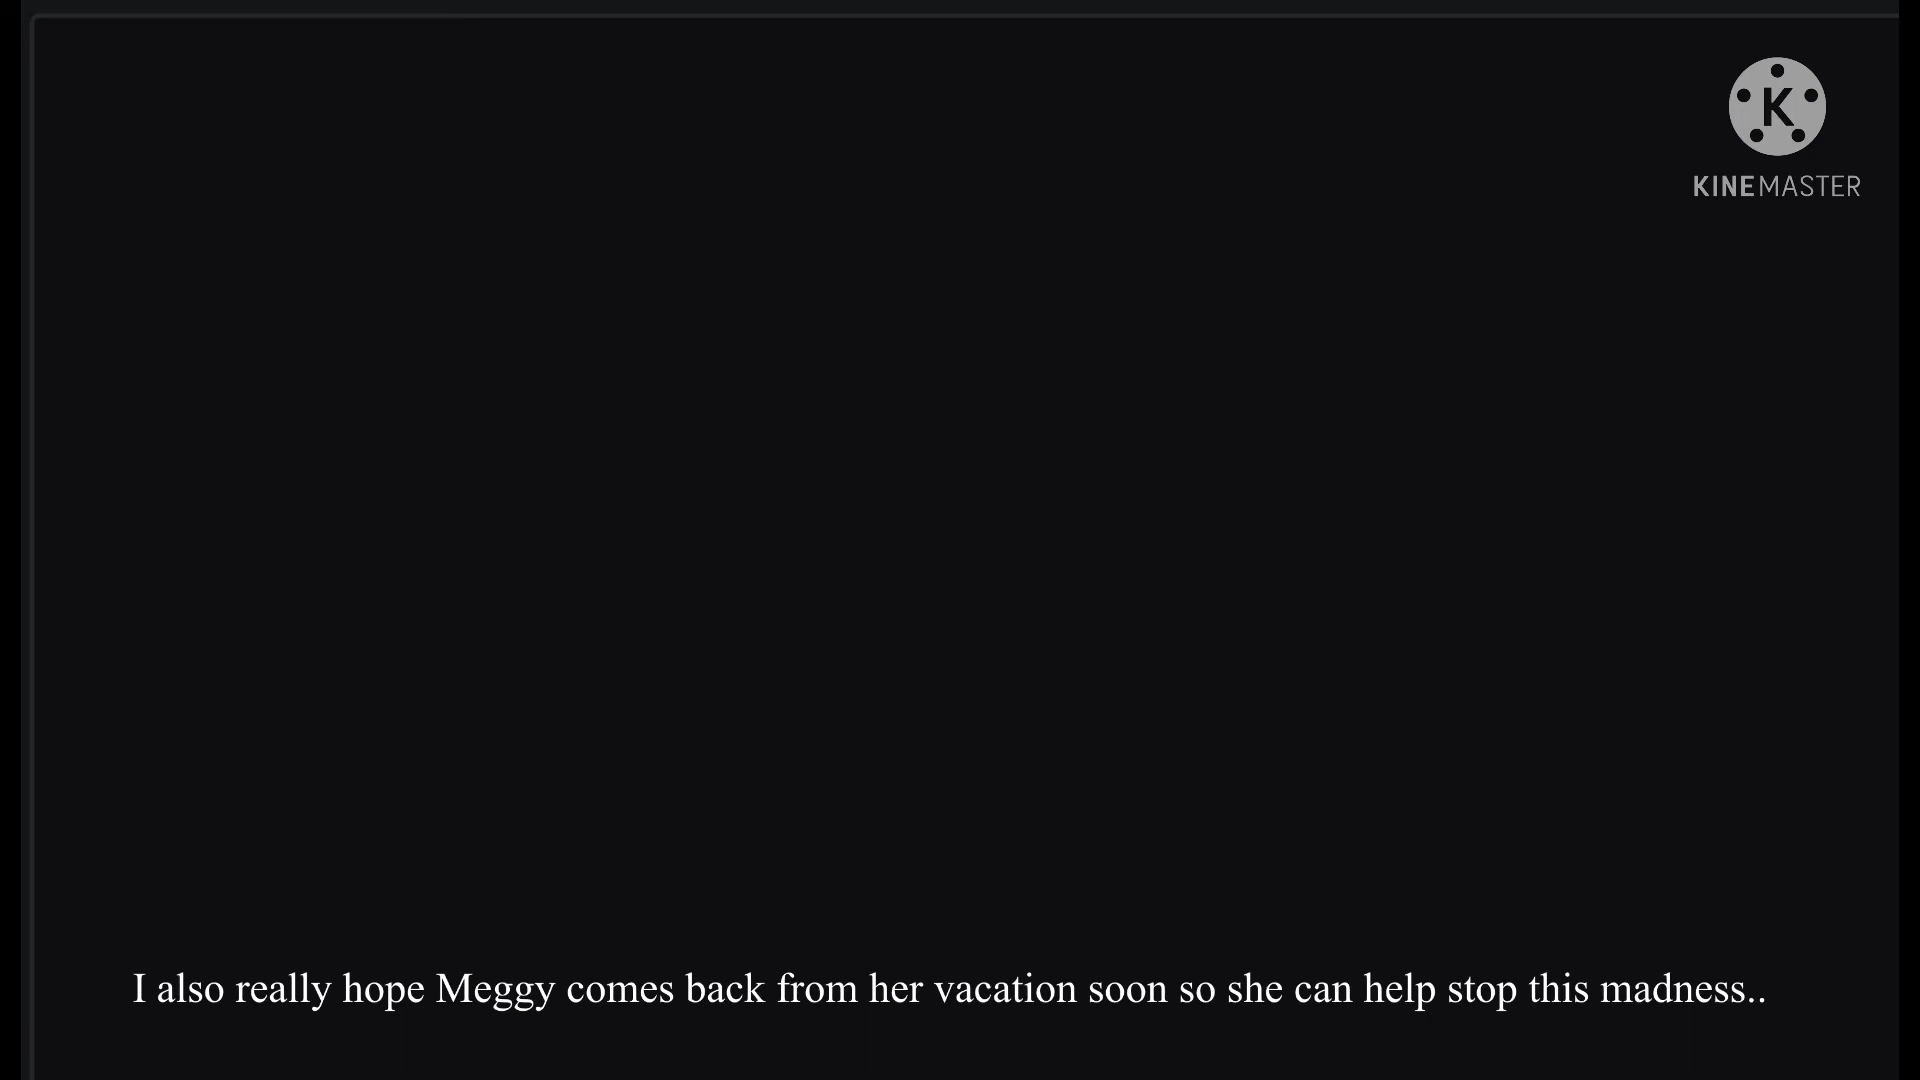 K
KINEMASTER
I also really hope Meggy comes back from her vacation soon so she can help stop this madness..